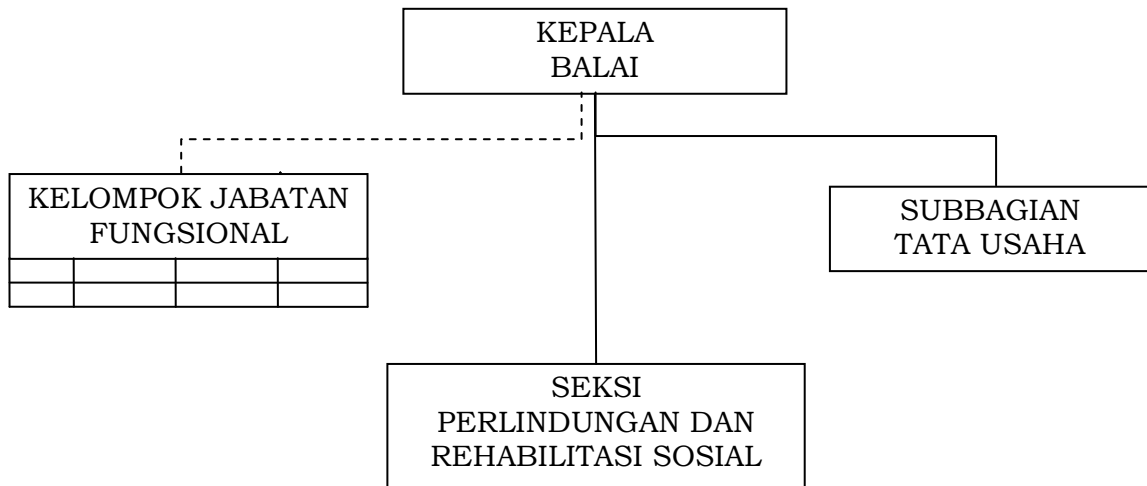 KEPALA
BALAI
KELOMPOK JABATAN
FUNGSIONAL
SUBBAGIAN
TATA USAHA
SEKSI
PERLINDUNGAN DAN
REHABILITASI SOSIAL